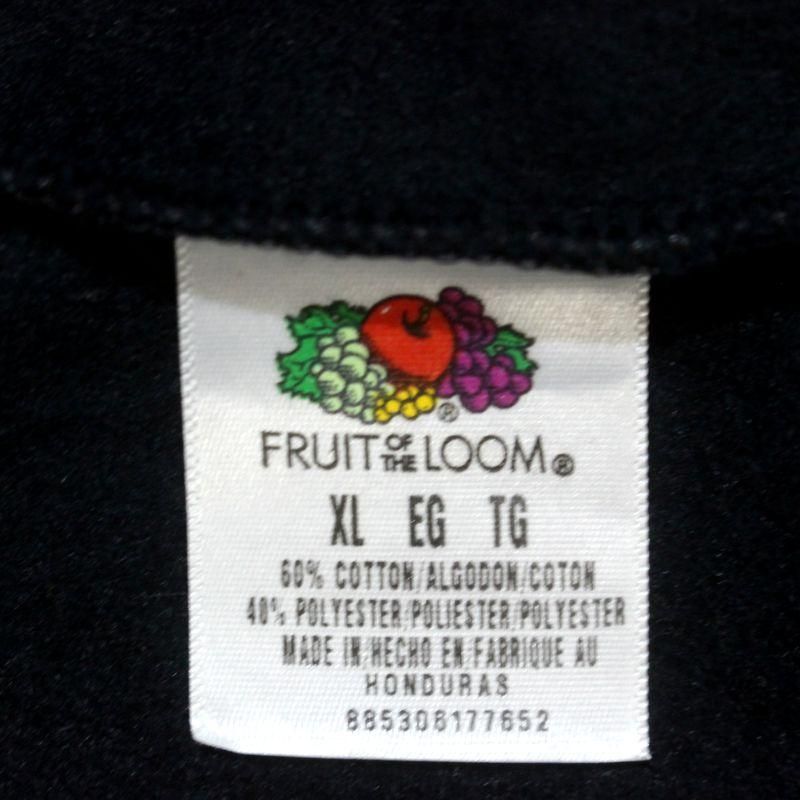 ®
FRUIT OF THE LOOM®
XL EG TG
60% COTTON/ALGODON/COTON
40% POLYESTER/POLIESTER/POLYESTER
MADE IN/HECHO EN/FABRIQUE AU
HONDURAS
885306177652